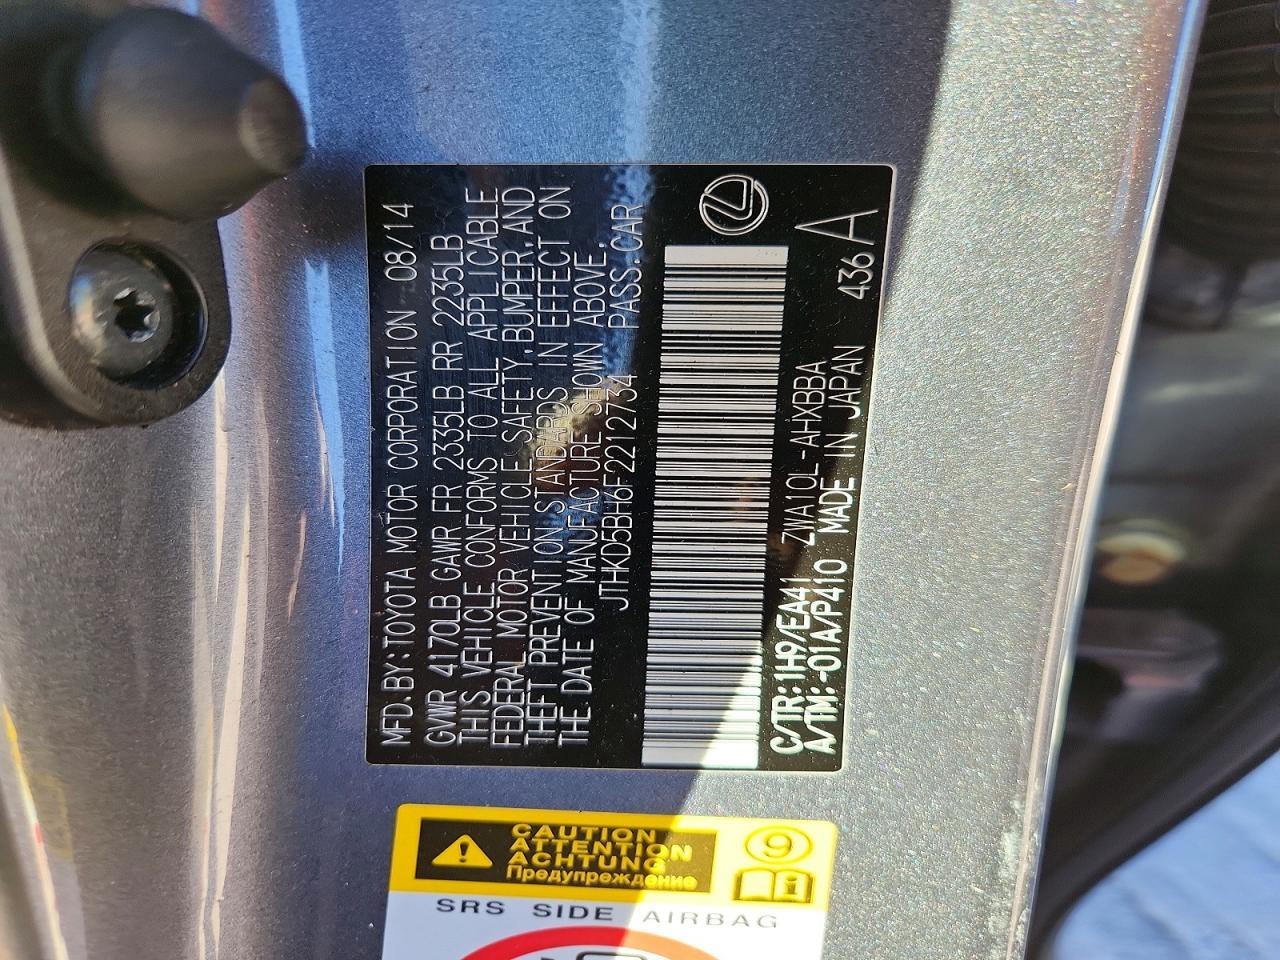 MFD.BY:TOYOTA MOTOR CORPORATION 08/14
GVWR 4170LB GAWR FR 2335LB RR 2235LB
THIS VEHICLE CONFORMS TO ALL APPLICABLE
FEDERAL MOTOR VEHICLE SAFETY,BUMPER,AND
THEFT PREVENTION STANDARDS IN EFFECT ON
THE DATE OF MANUFACTURE SHOWN ABOVE.
JTHKD5BH6F2212734 PASS.CAR
C/TR:1H9/EA41 ZWA10L-AHXBBA 436A
A/TM:-01A/P410 MADE IN JAPAN
CAUTION
ATTENTION
ACHTUNG
Предупреждение
9
i
SRS SIDE AIRBAG